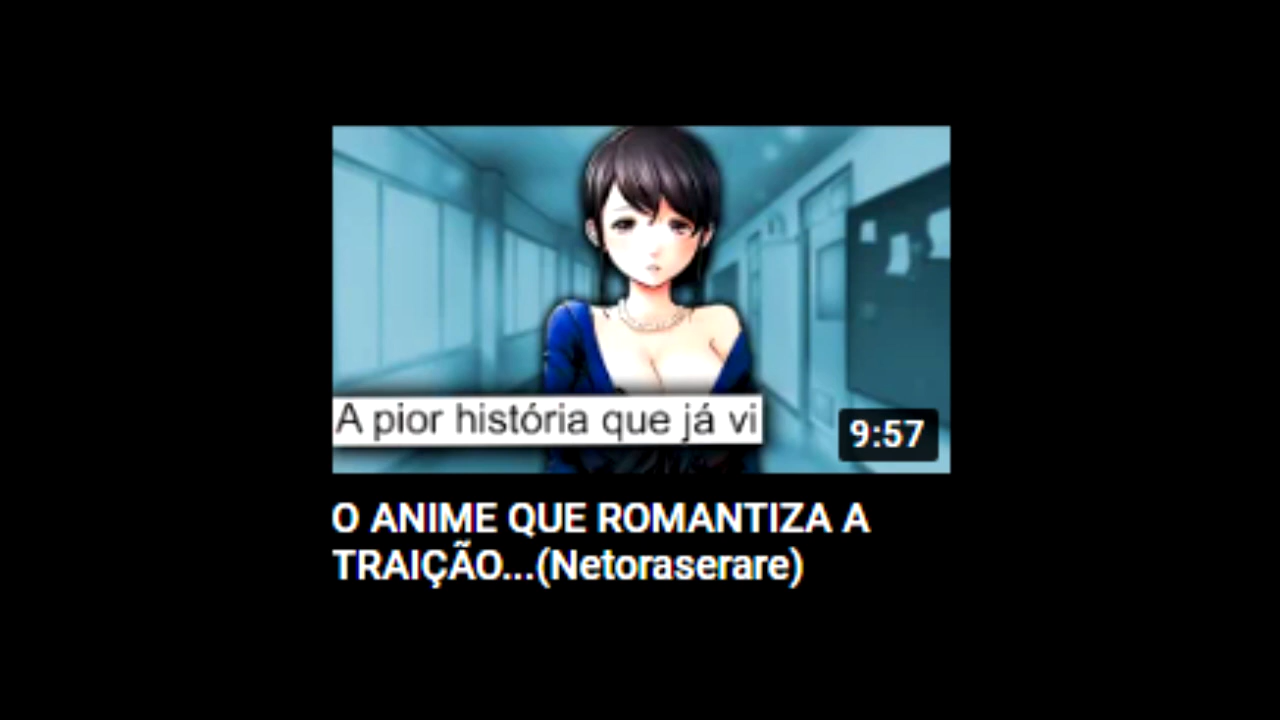 A pior história que já vi
9:57
O ANIME QUE ROMANTIZA A
TRAIÇÃO...(Netoraserare)